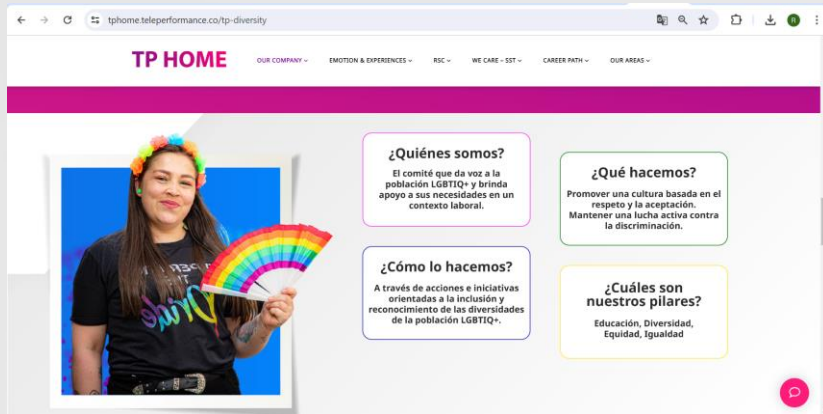 tphome.teleperformance.co/tp-diversity
R
TP HOME
OUR COMPANY
EMOTION & EXPERIENCES
RSC
WE CARE – SST
CAREER PATH
OUR AREAS
¿Quiénes somos?
El comité que da voz a la
población LGBTIQ+ y brinda
apoyo a sus necesidades en un
contexto laboral.
¿Qué hacemos?
Promover una cultura basada en el
respeto y la aceptación.
Mantener una lucha activa contra
la discriminación.
¿Cómo lo hacemos?
A través de acciones e iniciativas
orientadas a la inclusión y
reconocimiento de las diversidades
de la población LGBTIQ+.
¿Cuáles son
nuestros pilares?
Educación, Diversidad,
Equidad, Igualdad
Pride